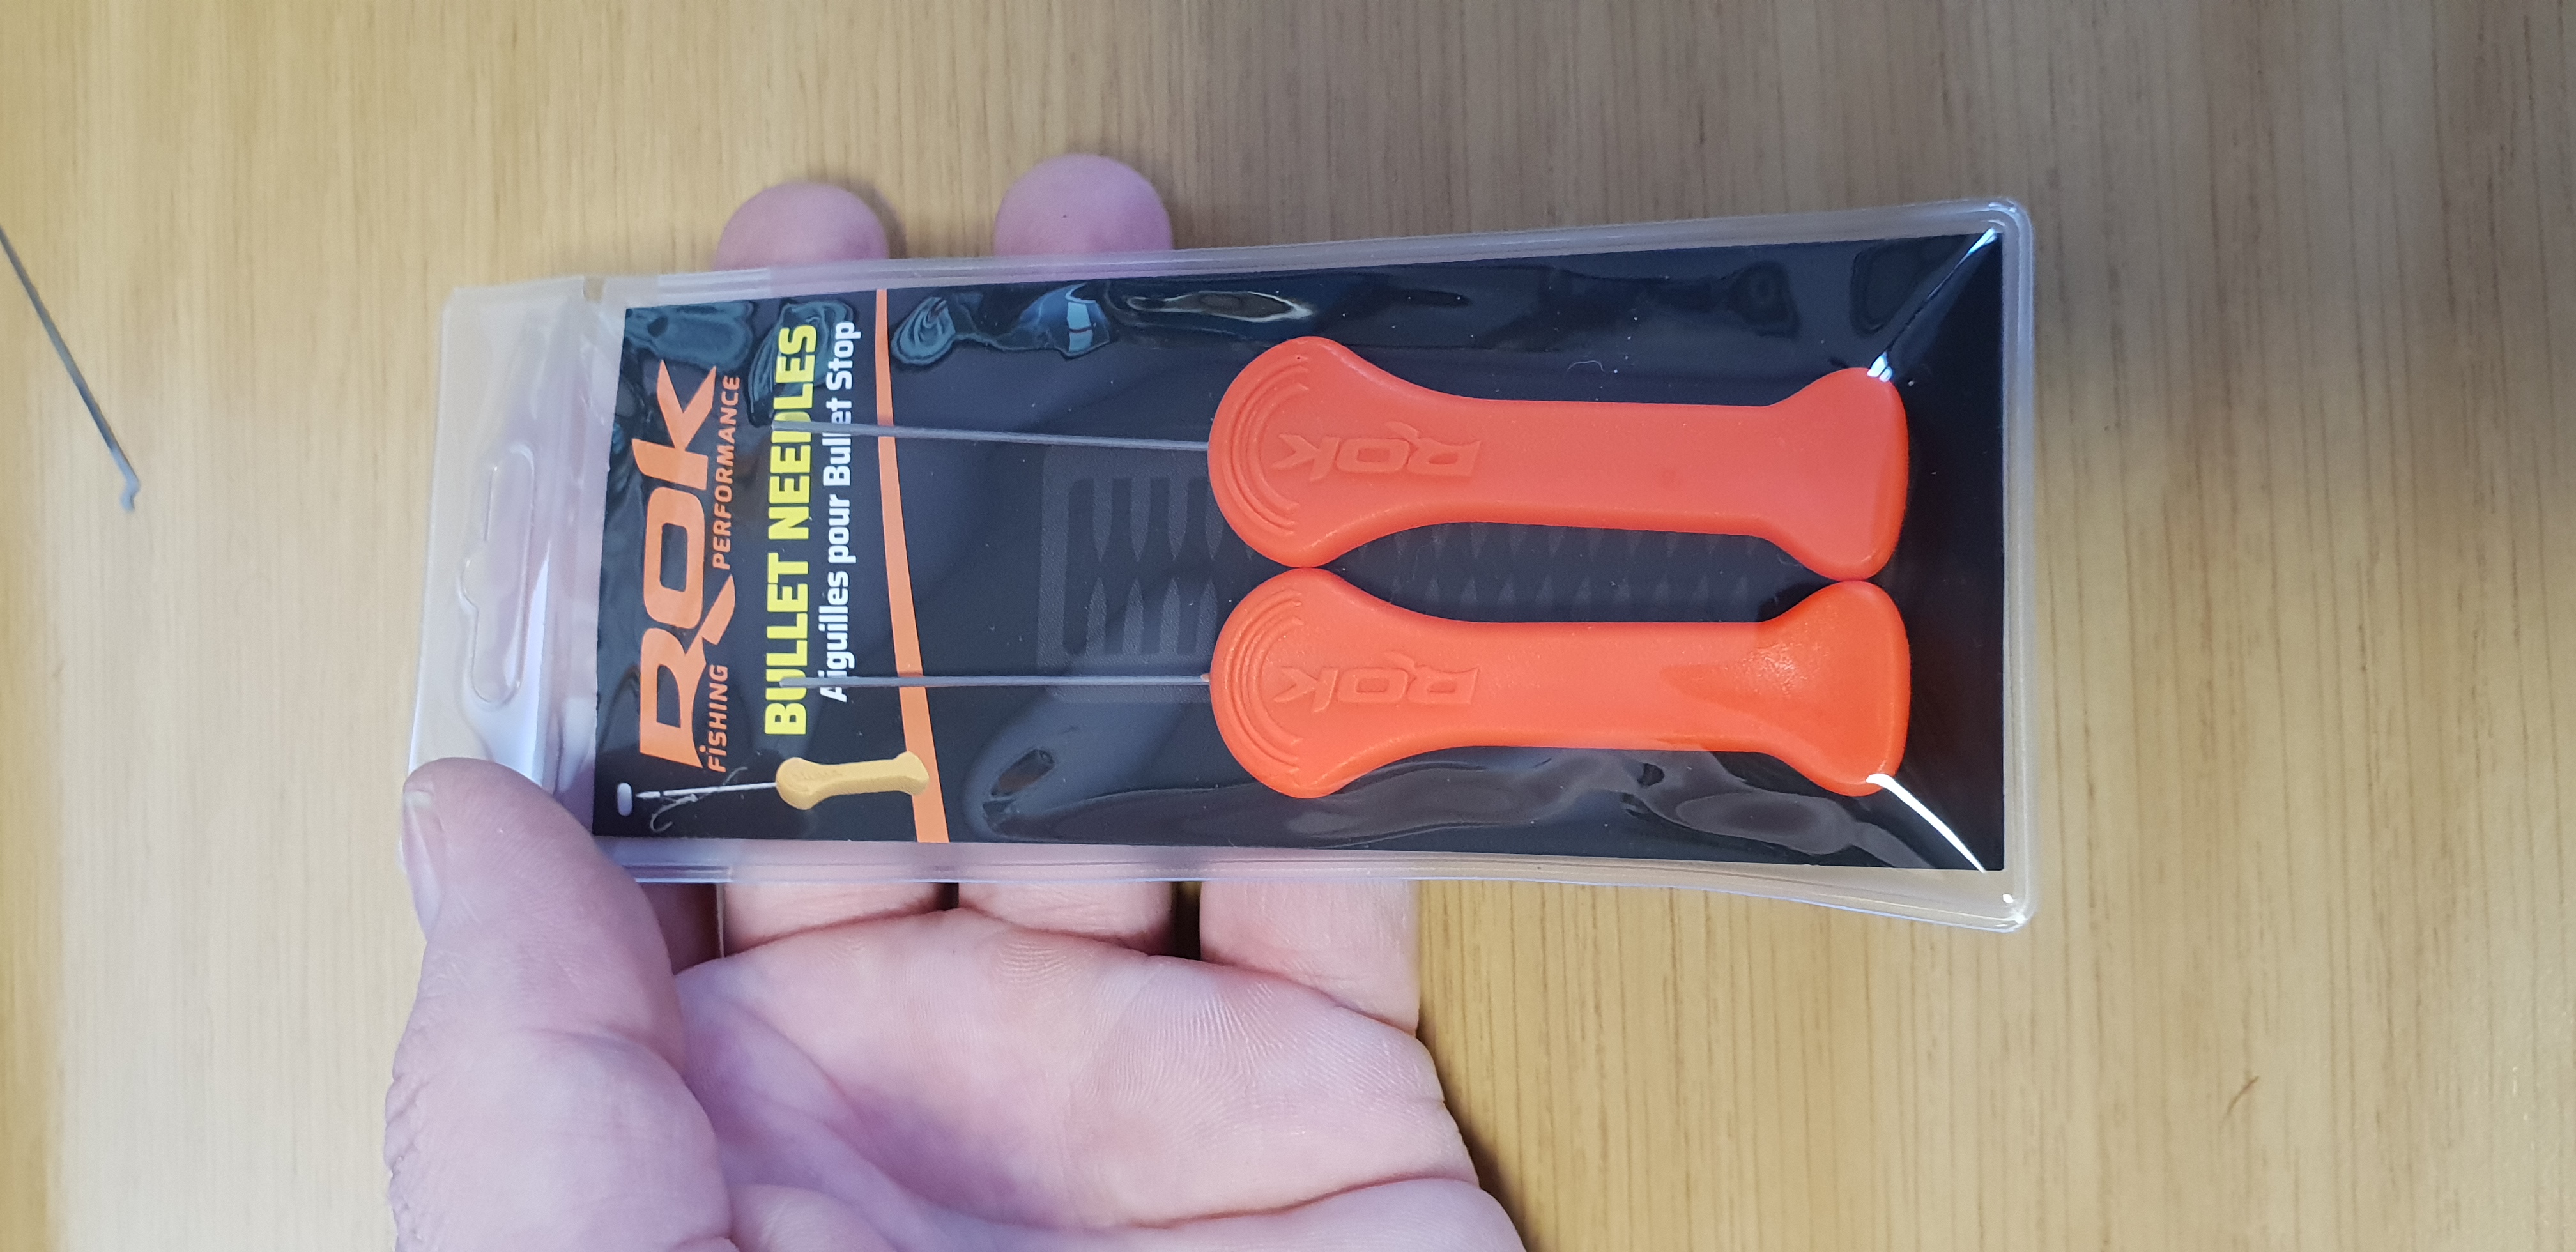 ROK
FISHING PERFORMANCE
BULLET NEEDLES
Aiguilles pour Bullet Stop
ROK
ROK